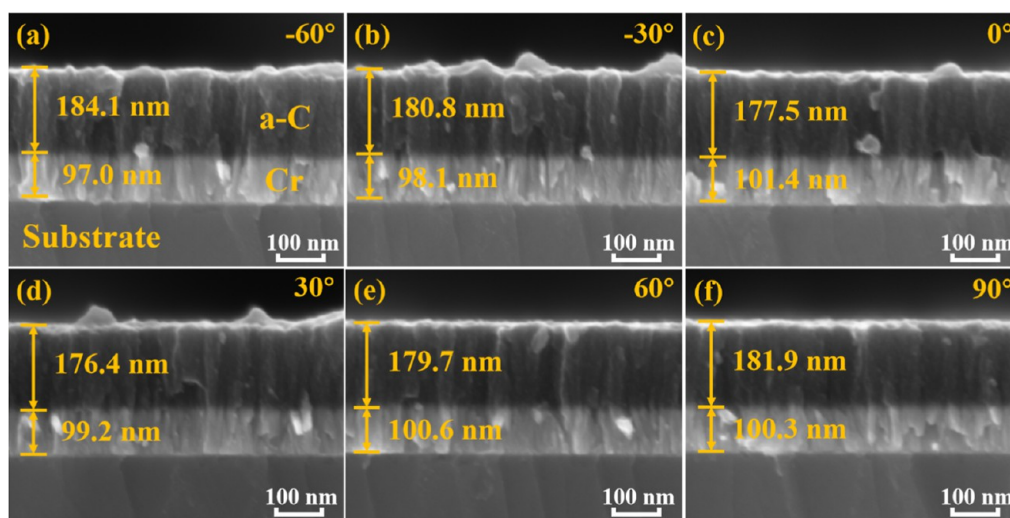 (a) -60°
184.1 nm
a-C
97.0 nm
Cr
Substrate
100 nm
(b) -30°
180.8 nm
98.1 nm
100 nm
(c) 0°
177.5 nm
101.4 nm
100 nm
(d) 30°
176.4 nm
99.2 nm
100 nm
(e) 60°
179.7 nm
100.6 nm
100 nm
(f) 90°
181.9 nm
100.3 nm
100 nm